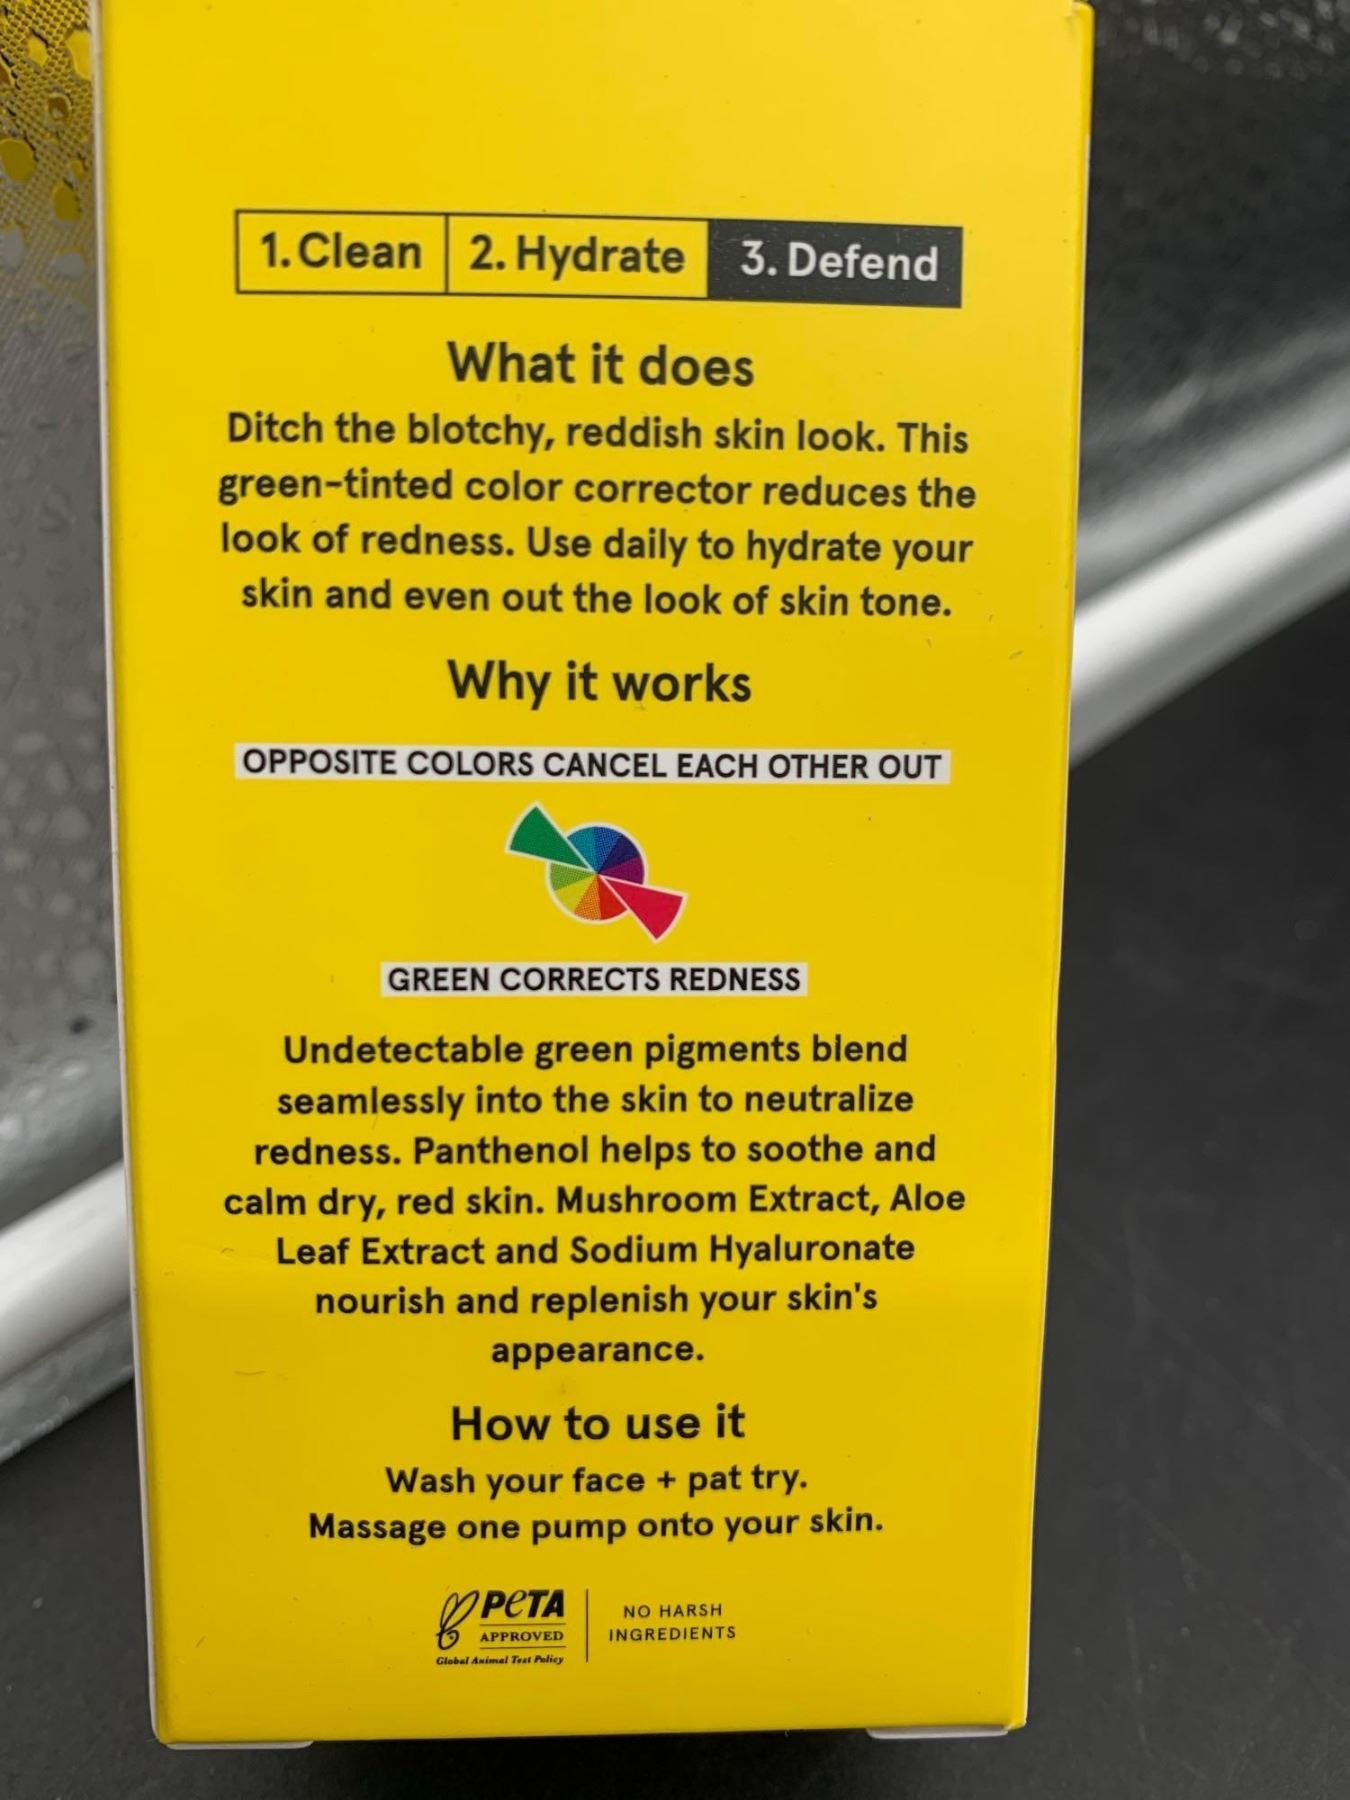 1. Clean 2. Hydrate 3. Defend
What it does
Ditch the blotchy, reddish skin look. This
green-tinted color corrector reduces the
look of redness. Use daily to hydrate your
skin and even out the look of skin tone.
Why it works
OPPOSITE COLORS CANCEL EACH OTHER OUT
GREEN CORRECTS REDNESS
Undetectable green pigments blend
seamlessly into the skin to neutralize
redness. Panthenol helps to soothe and
calm dry, red skin. Mushroom Extract, Aloe
Leaf Extract and Sodium Hyaluronate
nourish and replenish your skin's
appearance.
How to use it
Wash your face + pat try.
Massage one pump onto your skin.
PeTA
APPROVED
Global Animal Test Policy
NO HARSH
INGREDIENTS